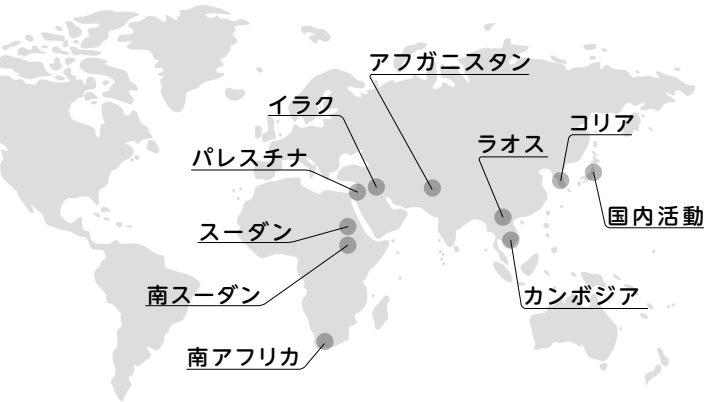 アフガニスタン
イラク
コリア
ラオス
パレスチナ
国内活動
スーダン
南スーダン
カンボジア
南アフリカ